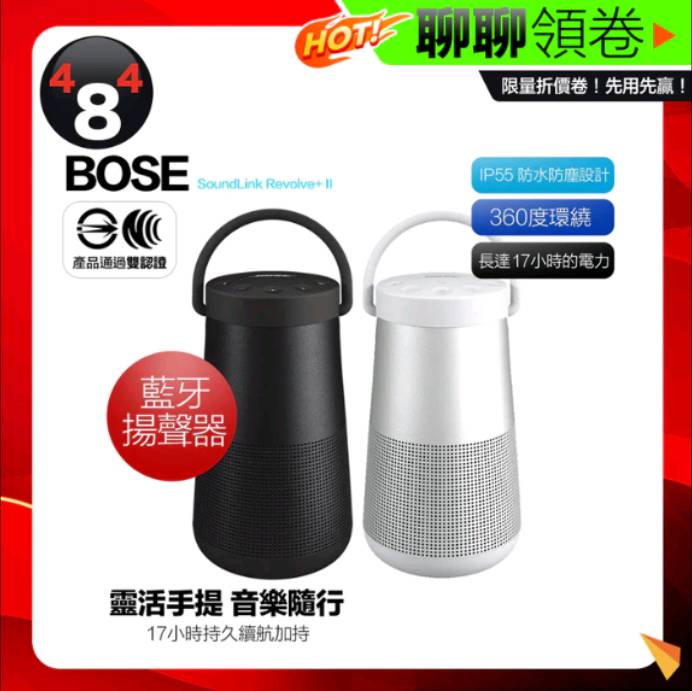 HOT!
聊聊領卷
限量折價卷！先用先贏！
4 8 4
BOSE SoundLink Revolve+ II
IP55 防水防塵設計
360度環繞
長達17小時的電力
產品通過雙認證
藍牙
揚聲器
靈活手提 音樂隨行
17小時持久續航加持